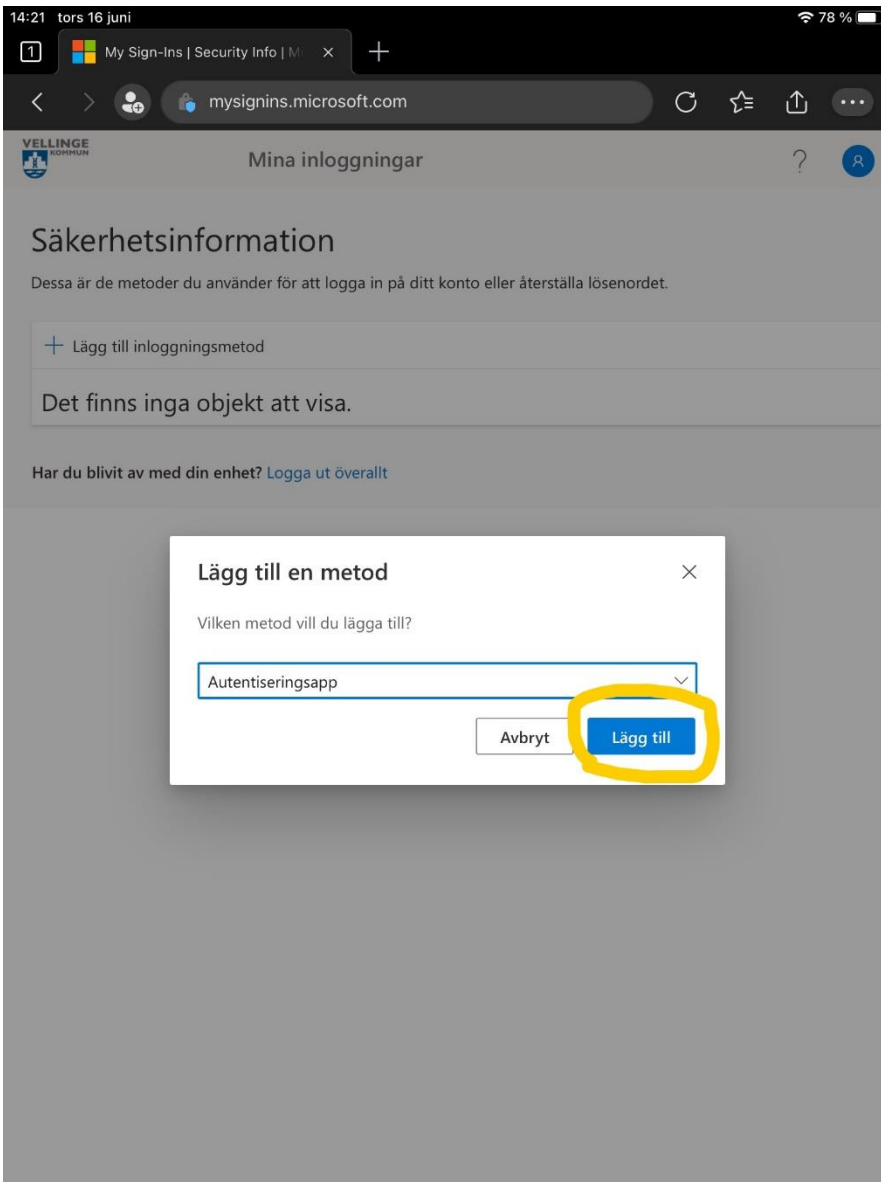 14:21 tors 16 juni
78 %
1
My Sign-Ins | Security Info | M
mysignins.microsoft.com
VELLINGE
KOMMUN
Mina inloggningar
?
Säkerhetsinformation
Dessa är de metoder du använder för att logga in på ditt konto eller återställa lösenordet.
Lägg till inloggningsmetod
Det finns inga objekt att visa.
Har du blivit av med din enhet? Logga ut överallt
Lägg till en metod
Vilken metod vill du lägga till?
Autentiseringsapp
Avbryt
Lägg till